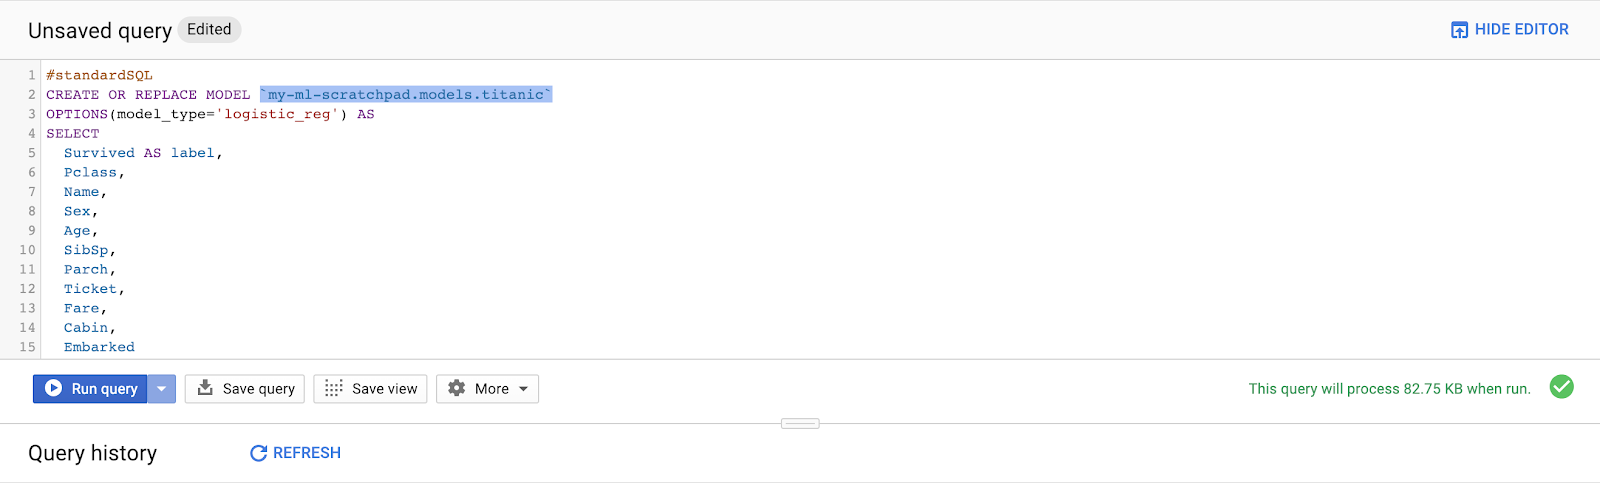 Unsaved query Edited HIDE EDITOR
1 #standardSQL
2 CREATE OR REPLACE MODEL `my-ml-scratchpad.models.titanic`
3 OPTIONS(model_type='logistic_reg') AS
4 SELECT
5 Survived AS label,
6 Pclass,
7 Name,
8 Sex,
9 Age,
10 SibSp,
11 Parch,
12 Ticket,
13 Fare,
14 Cabin,
15 Embarked
Run query Save query Save view More This query will process 82.75 KB when run.
Query history REFRESH